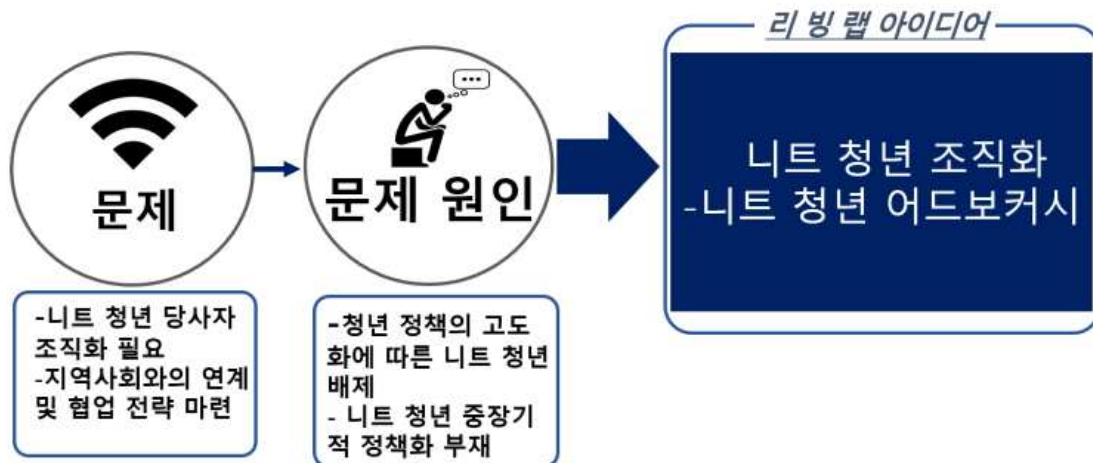 리 빙 랩 아이디어
문제
문제 원인
니트 청년 조직화
-니트 청년 어드보커시
-니트 청년 당사자
조직화 필요
-지역사회와의 연계
및 협업 전략 마련
-청년 정책의 고도
화에 따른 니트 청년
배제
- 니트 청년 중장기
적 정책화 부재